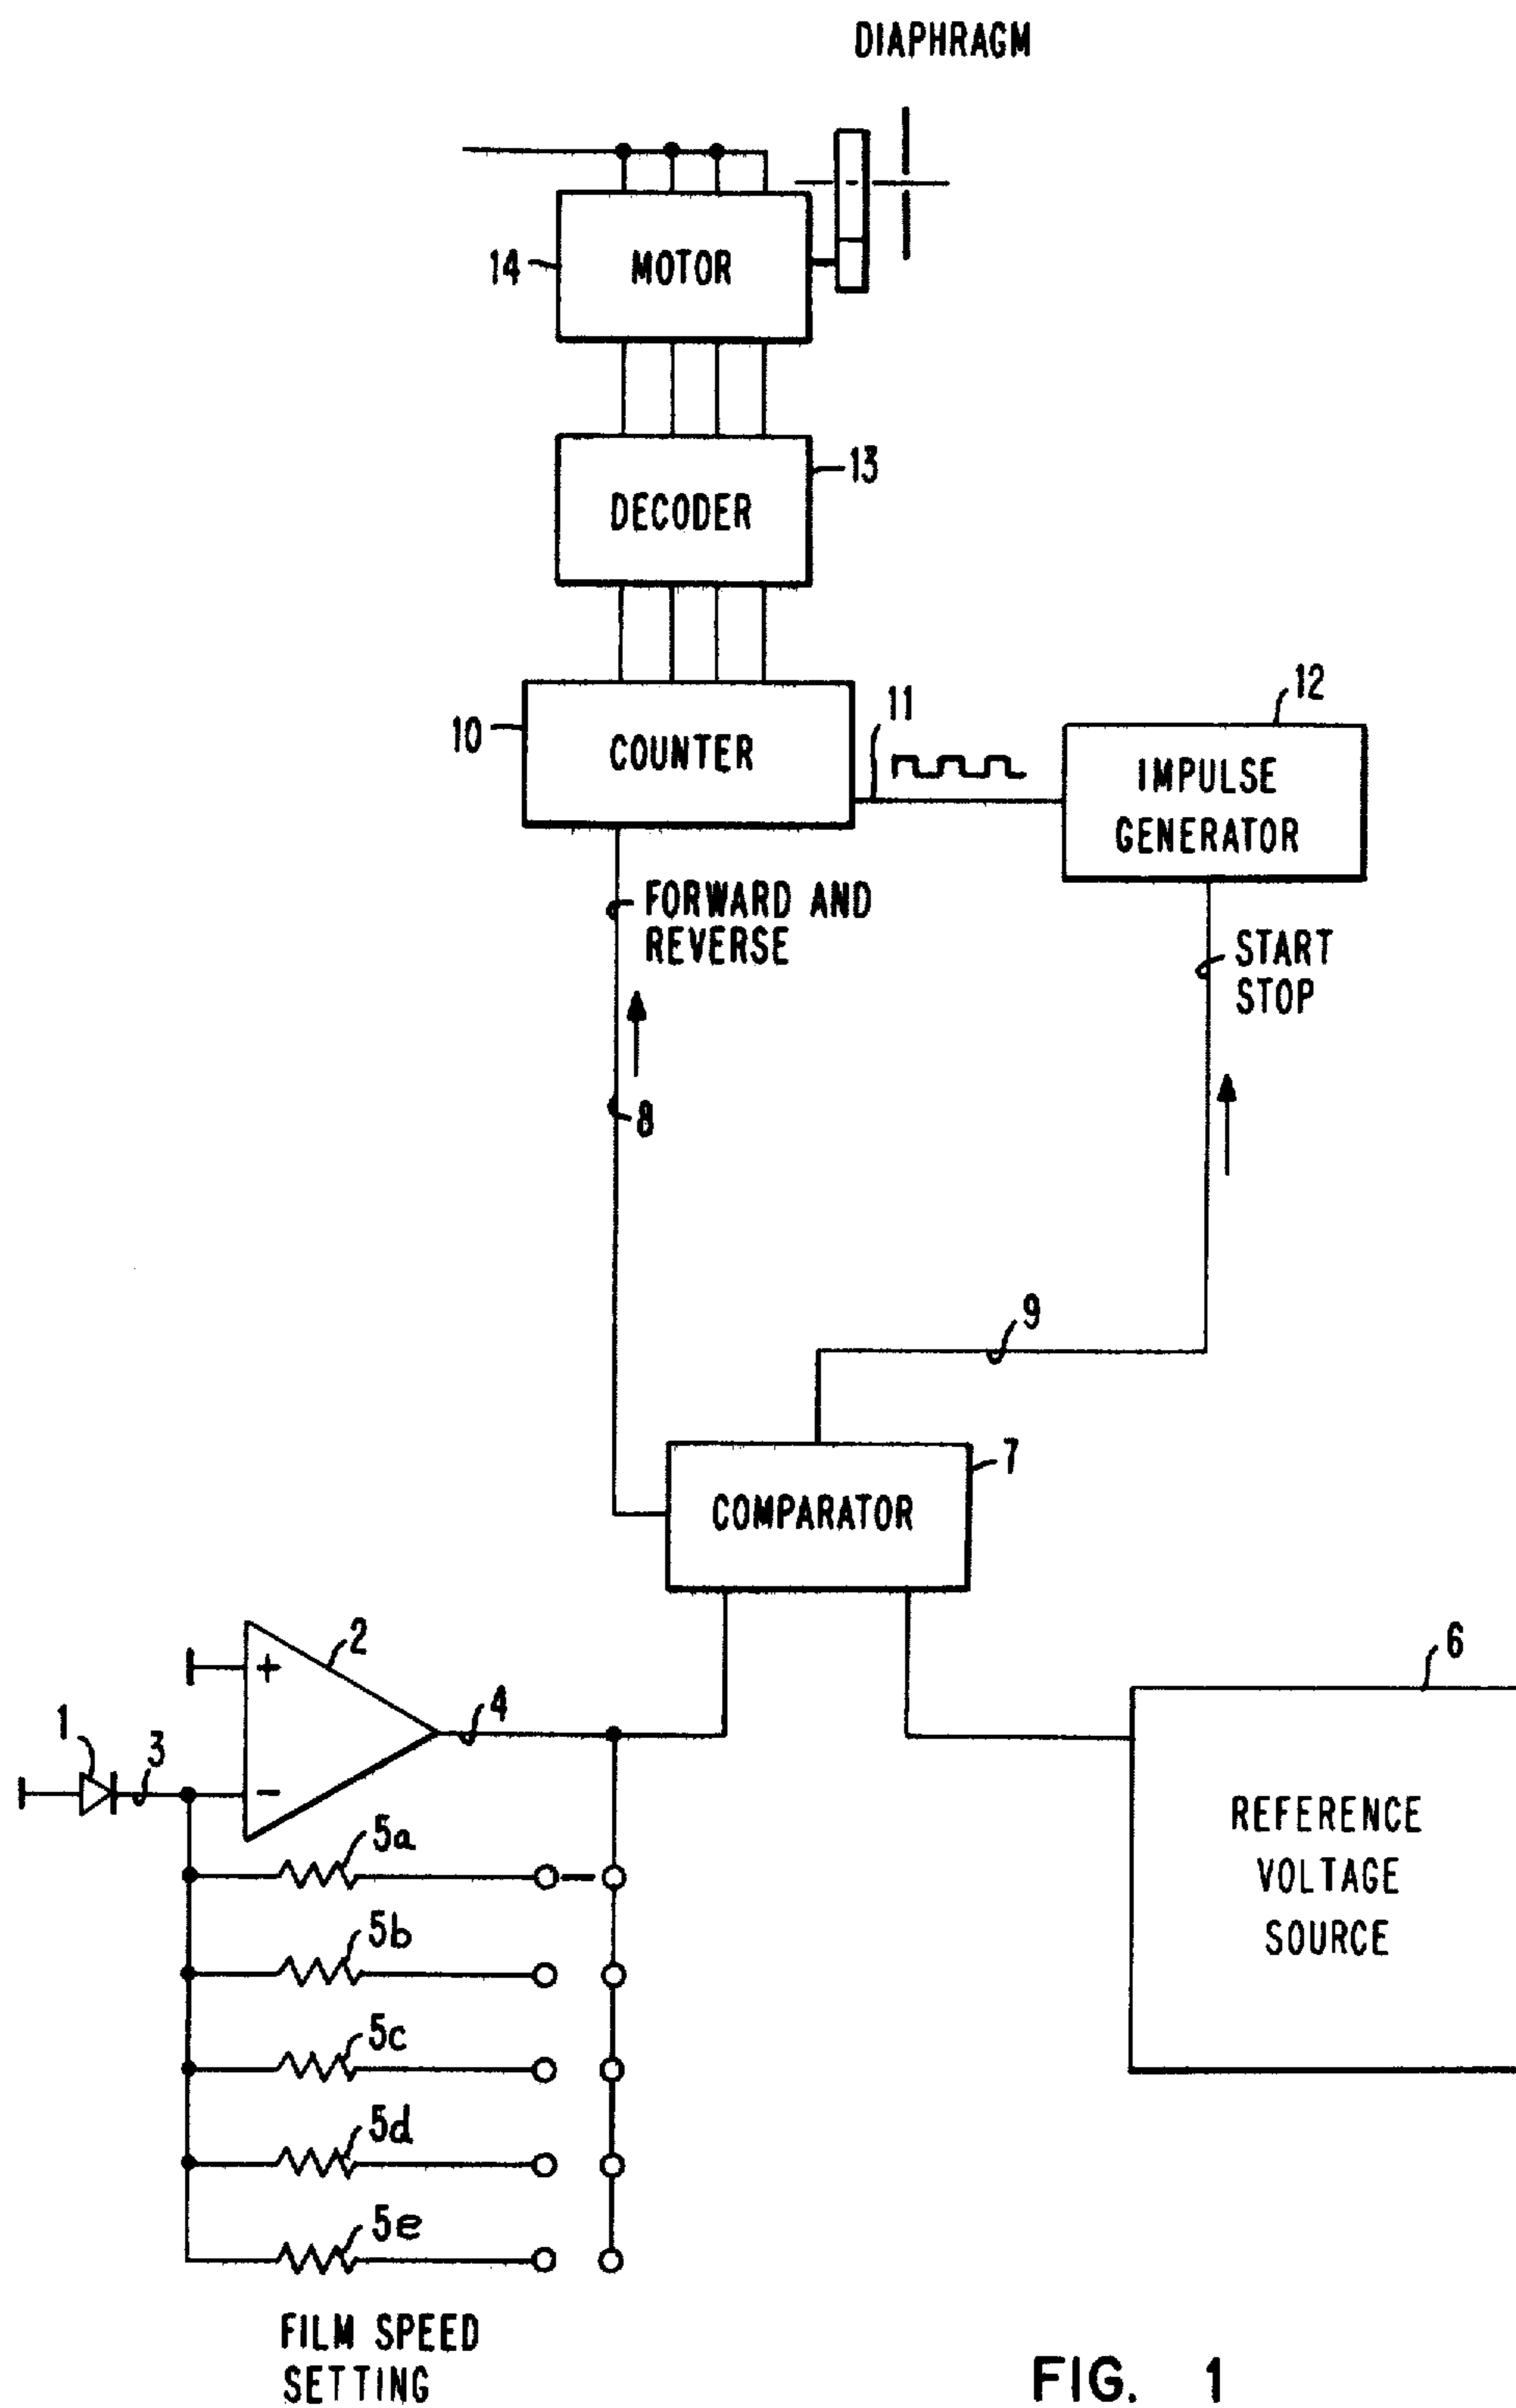 DIAPHRAGM
14
MOTOR
13
DECODER
10
COUNTER
11
12
IMPULSE
GENERATOR
FORWARD AND
REVERSE
START
STOP
8
9
7
COMPARATOR
2
+
4
6
1
3
-
REFERENCE
VOLTAGE
SOURCE
5a
5b
5c
5d
5e
FILM SPEED
SETTING
FIG. 1